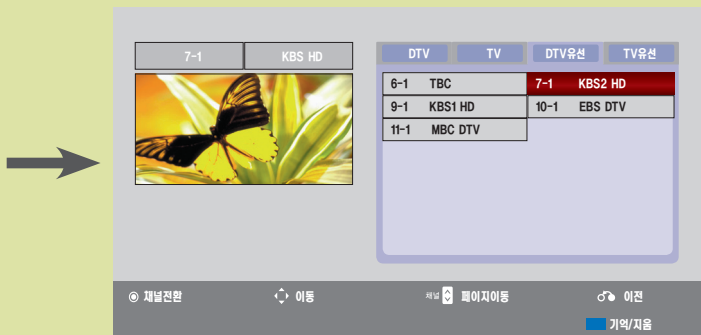 7-1 KBS HD
DTV TV DTV유선 TV유선
6-1 TBC 7-1 KBS2 HD
9-1 KBS1 HD 10-1 EBS DTV
11-1 MBC DTV
채널전환 이동 채널 페이지이동 이전
기억/지움